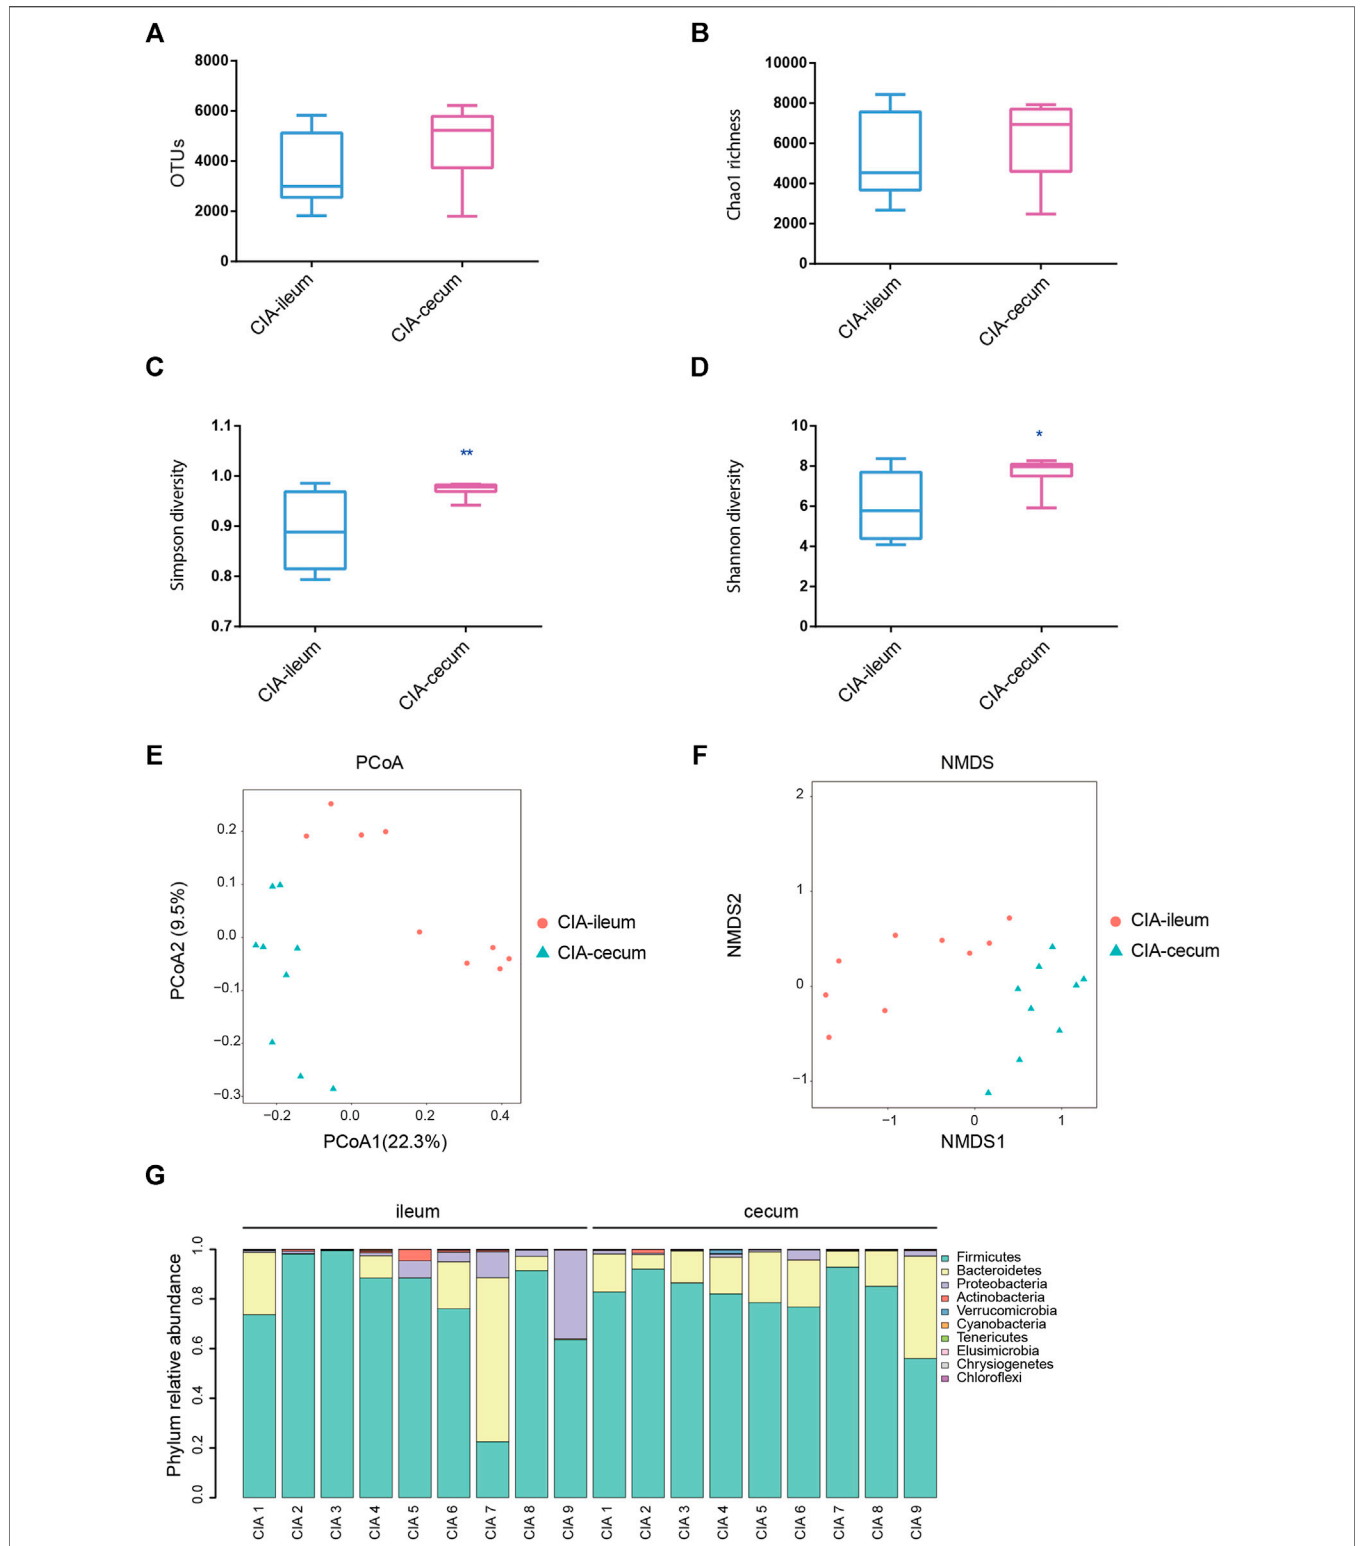 A
8000
6000
4000
2000
0
OTUs
CIA-ileum
CIA-cecum
B
10000
8000
6000
4000
2000
0
Chao1 richness
CIA-ileum
CIA-cecum
C
1.1
1.0
0.9
0.8
0.7
Simpson diversity
**
CIA-ileum
CIA-cecum
D
10
8
6
4
2
0
Shannon diversity
*
CIA-ileum
CIA-cecum
E
PCoA
0.2
0.1
0.0
−0.1
−0.2
−0.3
PCoA2 (9.5%)
−0.2 0.0 0.2 0.4
PCoA1(22.3%)
CIA-ileum
CIA-cecum
F
NMDS
2
1
0
−1
NMDS2
−1 0 1
NMDS1
CIA-ileum
CIA-cecum
G
ileum cecum
1.0
0.8
0.6
0.4
0.2
0.0
Phylum relative abundance
Firmicutes
Bacteroidetes
Proteobacteria
Actinobacteria
Verrucomicrobia
Cyanobacteria
Tenericutes
Elusimicrobia
Chrysiogenetes
Chloroflexi
CIA 1
CIA 2
CIA 3
CIA 4
CIA 5
CIA 6
CIA 7
CIA 8
CIA 9
CIA 1
CIA 2
CIA 3
CIA 4
CIA 5
CIA 6
CIA 7
CIA 8
CIA 9